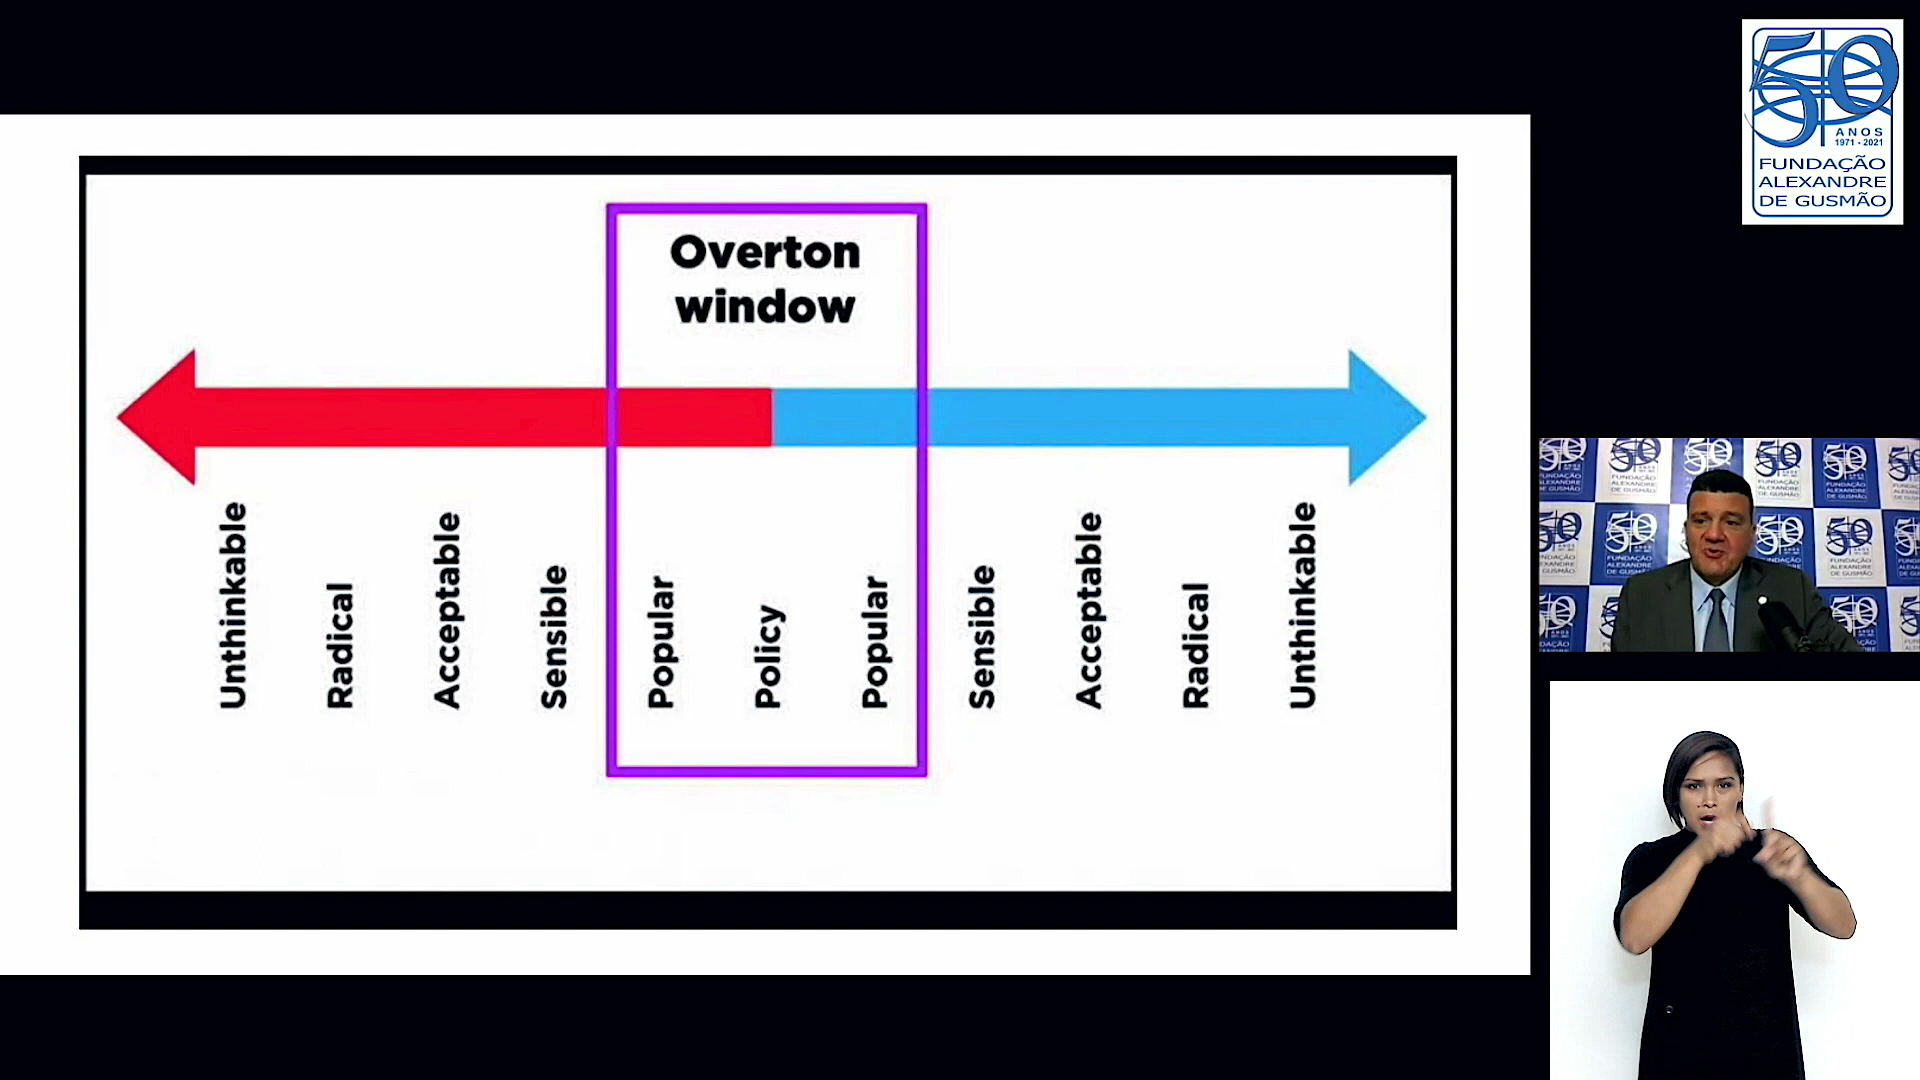 Overton
window
Unthinkable
Radical
Acceptable
Sensible
Popular
Policy
Popular
Sensible
Acceptable
Radical
Unthinkable
50
ANOS
1971 - 2021
FUNDAÇÃO
ALEXANDRE
DE GUSMÃO